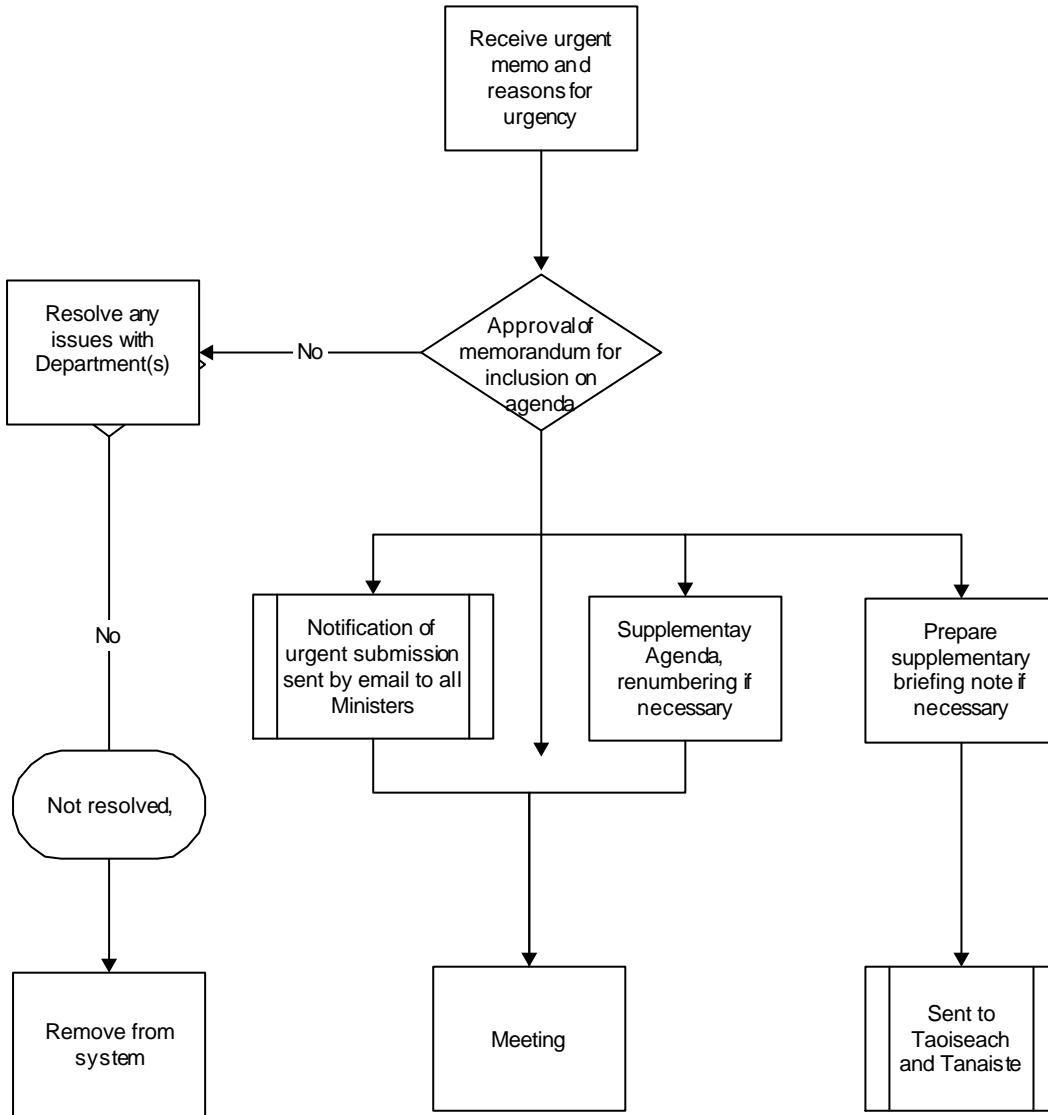 Receive urgent
memo and
reasons for
urgency
Approval of
memorandum for
inclusion on
agenda
No
Resolve any
issues with
Department(s)
No
Notification of
urgent submission
sent by email to all
Ministers
Supplementay
Agenda,
renumbering if
necessary
Prepare
supplementary
briefing note if
necessary
Not resolved,
Remove from
system
Meeting
Sent to
Taoiseach
and Tanaiste